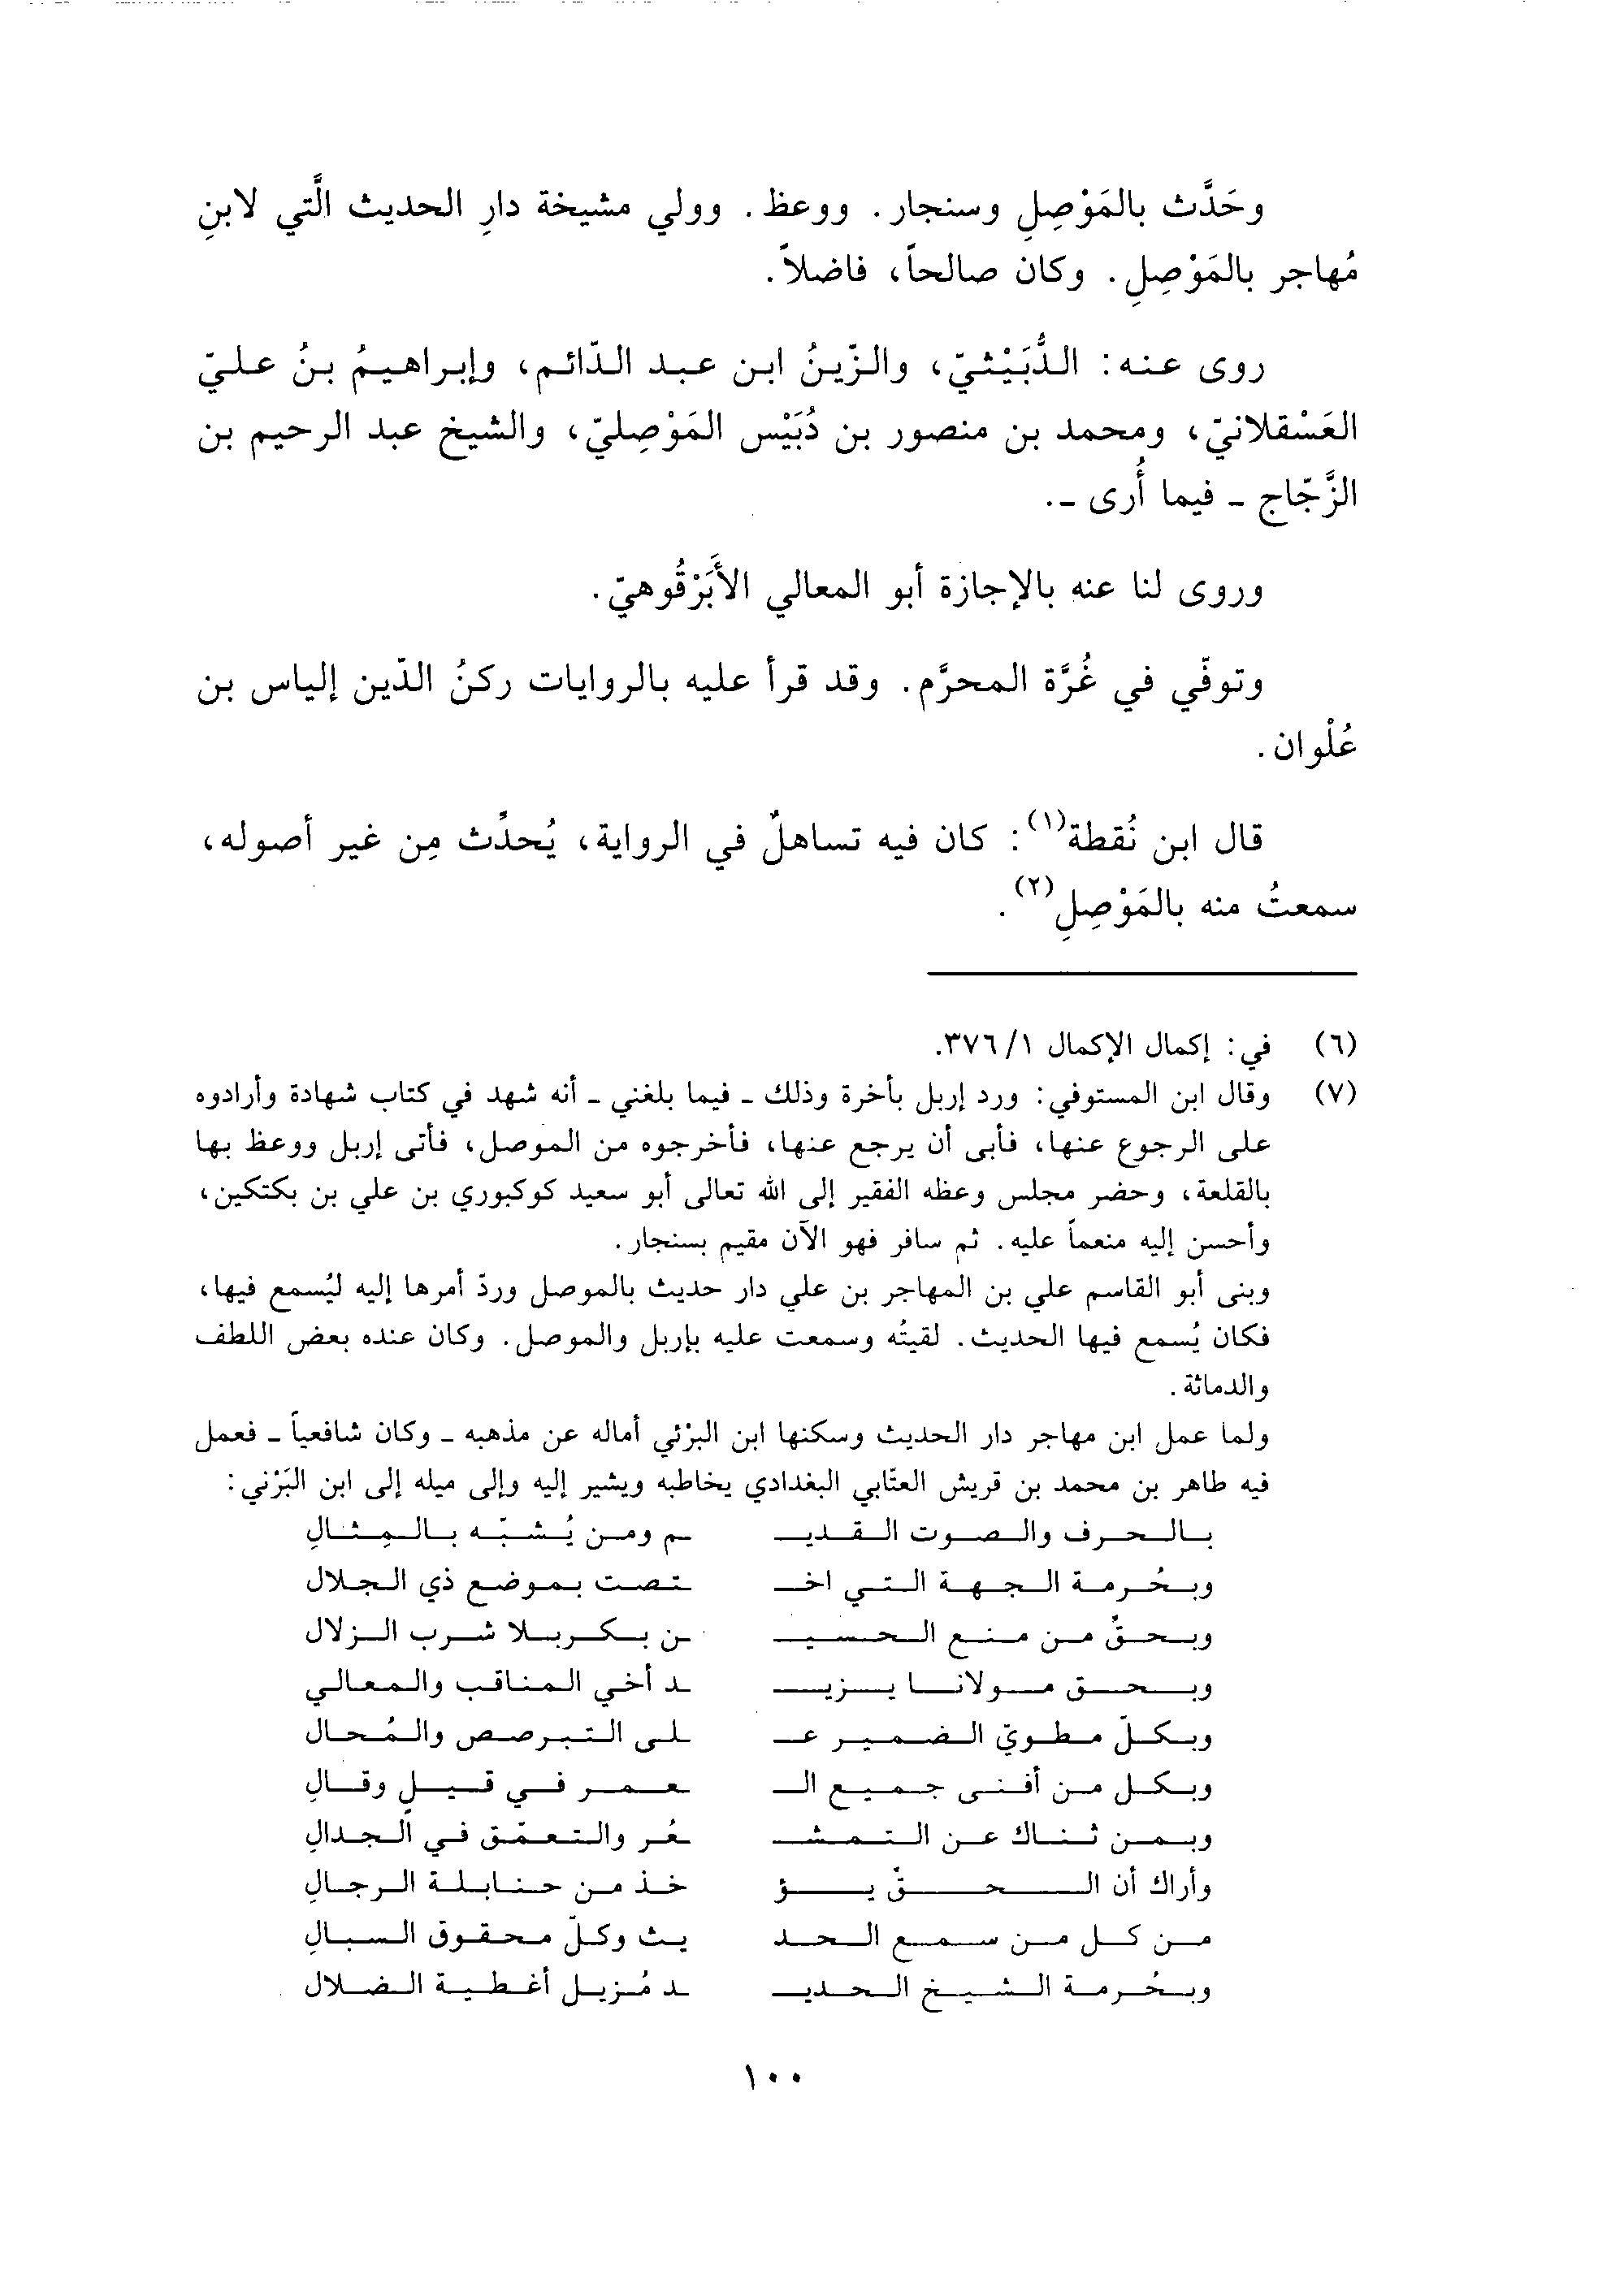 وحَدَّث بالمَوْصِلِ وسنجار. ووعظ. وولي مشيخة دارِ الحديث الَّتي لابنِ
مُهاجر بالمَوْصِلِ. وكان صالحاً، فاضلاً.
روى عنه: الدُّبَيْثيّ، والزّينُ ابن عبد الدّائم، وإبراهيمُ بنُ عليّ
العَسْقلانيّ، ومحمد بن منصور بن دُبَيْس المَوْصِليّ، والشيخ عبد الرحيم بن
الزَّجّاج ـ فيما أُرى ـ.
وروى لنا عنه بالإجازة أبو المعالي الأَبَرْقُوهيّ.
وتوفّي في غُرَّة المحرَّم. وقد قرأ عليه بالروايات ركنُ الدّين إلياس بن
عُلْوان.
قال ابن نُقطة(١): كان فيه تساهلٌ في الرواية، يُحدِّث مِن غير أصوله،
سمعتُ منه بالمَوْصِلِ(٢).
(٦) في: إكمال الإكمال ١/ ٣٧٦.
(٧) وقال ابن المستوفي: ورد إربل بأخرة وذلك ـ فيما بلغني ـ أنه شهد في كتاب شهادة وأرادوه
على الرجوع عنها، فأبى أن يرجع عنها، فأخرجوه من الموصل، فأتى إربل ووعظ بها
بالقلعة، وحضر مجلس وعظه الفقير إلى الله تعالى أبو سعيد كوكبوري بن علي بن بكتكين،
وأحسن إليه منعماً عليه. ثم سافر فهو الآن مقيم بسنجار.
وبنى أبو القاسم علي بن المهاجر بن علي دار حديث بالموصل وردّ أمرها إليه ليُسمع فيها،
فكان يُسمع فيها الحديث. لقيتُه وسمعت عليه بإربل والموصل. وكان عنده بعض اللطف
والدماثة.
ولما عمل ابن مهاجر دار الحديث وسكنها ابن البرْني أماله عن مذهبه ـ وكان شافعياً ـ فعمل
فيه طاهر بن محمد بن قريش العتّابي البغدادي يخاطبه ويشير إليه وإلى ميله إلى ابن البَرْني:
بالحرف والصوت القديـ ـم ومن يُشبّه بالمِثالِ
وبحُرمة الجهة التي اخـ ـتصت بموضع ذي الجلال
وبحقّ من منع الحسيـ ـن بكربلا شرب الزلال
وبحق مولانا يزيـ ـد أخي المناقب والمعالي
وبكلّ مطويّ الضمير عـ ـلى التبرصص والمُحال
وبكل من أفنى جميع الـ ـعمر في قيلٍ وقالِ
وبمن ثناك عن التمشـ ـعُر والتعمّق في الجدالِ
وأراك أن الحقّ يؤ خذ من حنابلة الرجالِ
من كل من سمع الحد يث وكلّ محقوق السبالِ
وبحُرمة الشيخ الحديـ ـد مُزيل أغطية الضلال
١٠٠